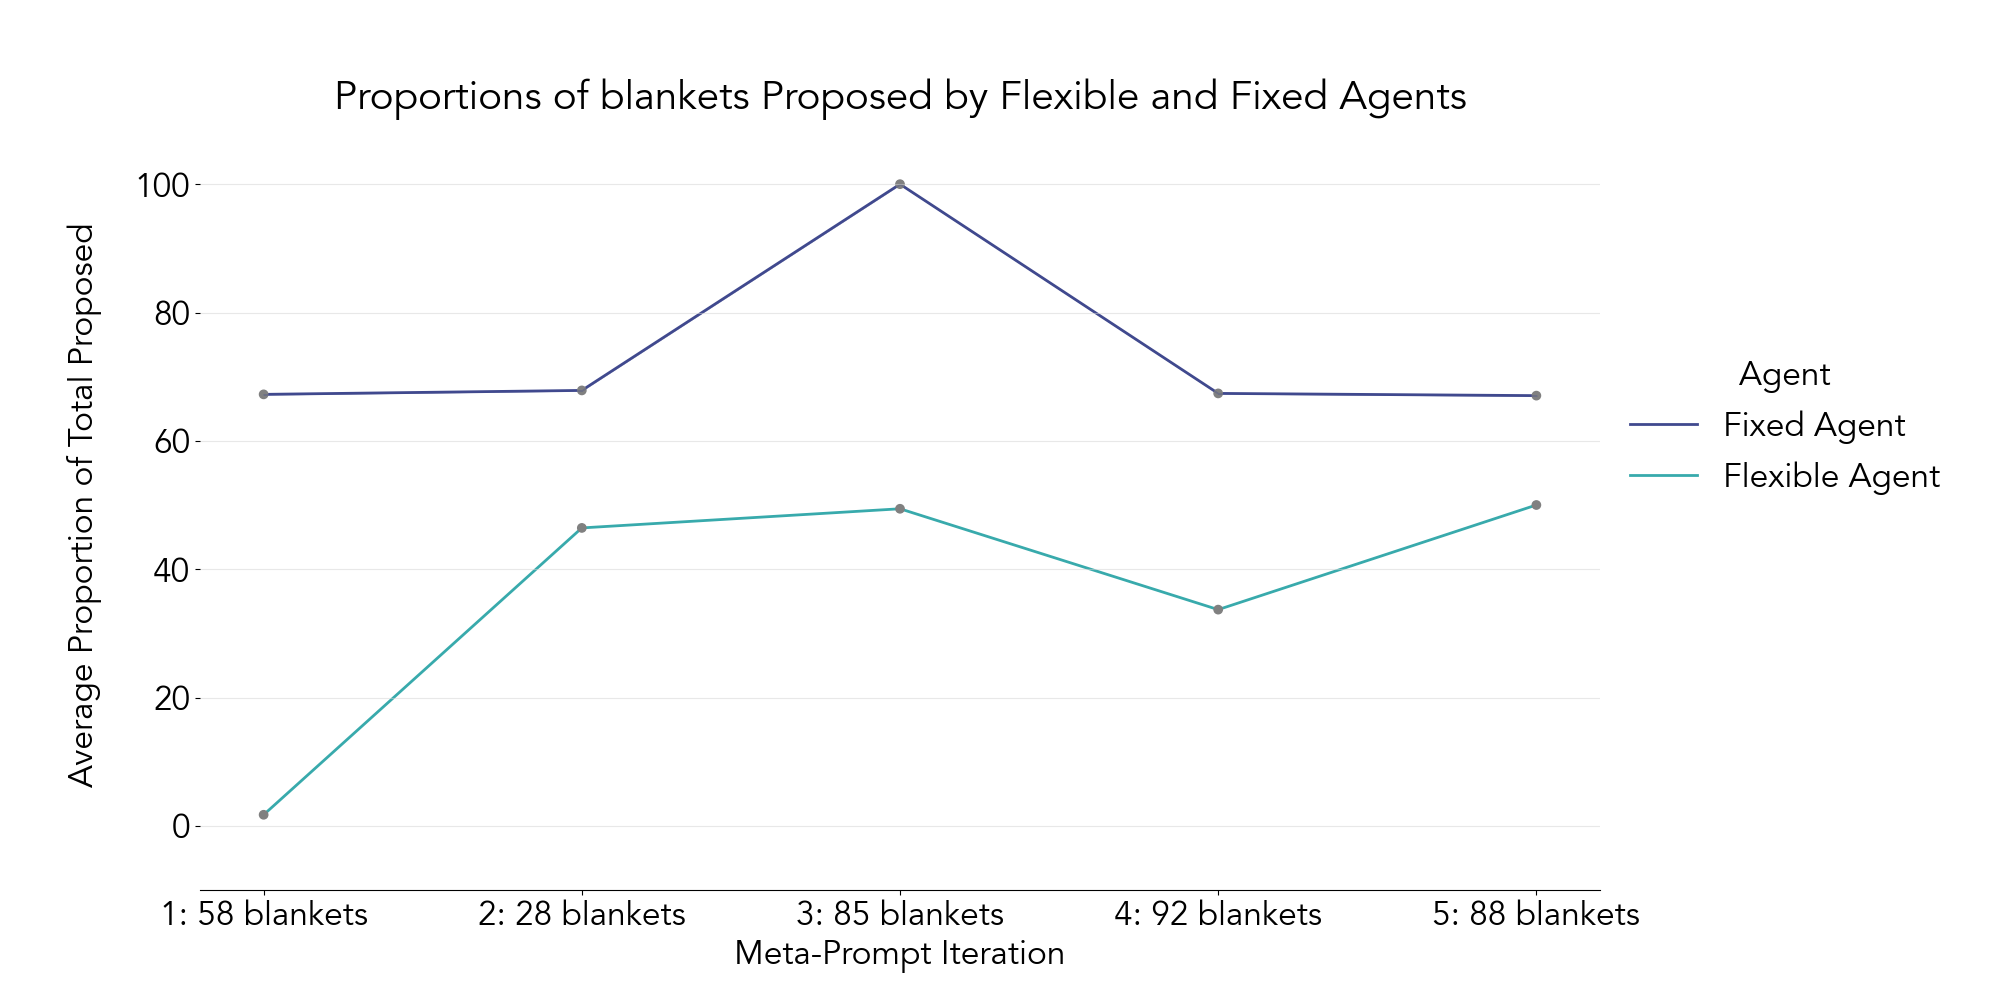 Proportions of blankets Proposed by Flexible and Fixed Agents
Average Proportion of Total Proposed
100
80
60
40
20
0
1: 58 blankets
2: 28 blankets
3: 85 blankets
4: 92 blankets
5: 88 blankets
Meta-Prompt Iteration
Agent
Fixed Agent
Flexible Agent